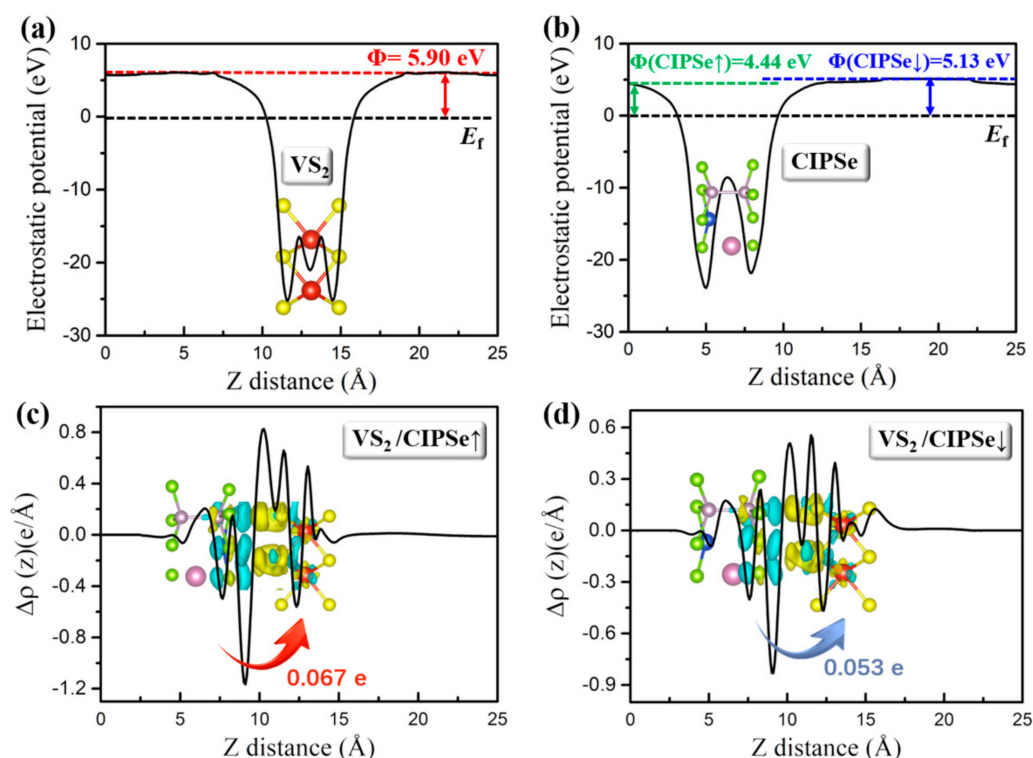 (a)
Electrostatic potential (eV)
10
0
-10
-20
-30
Φ= 5.90 eV
Ef
VS2
0 5 10 15 20 25
Z distance (Å)
(b)
Electrostatic potential (eV)
10
0
-10
-20
-30
Φ(CIPSe↑)=4.44 eV Φ(CIPSe↓)=5.13 eV
Ef
CIPSe
0 5 10 15 20 25
Z distance (Å)
(c)
Δρ (z)(e/Å)
0.8
0.4
0.0
-0.4
-0.8
-1.2
VS2 /CIPSe↑
0.067 e
0 5 10 15 20 25
Z distance (Å)
(d)
Δρ (z)(e/Å)
0.6
0.3
0.0
-0.3
-0.6
-0.9
VS2 /CIPSe↓
0.053 e
0 5 10 15 20 25
Z distance (Å)